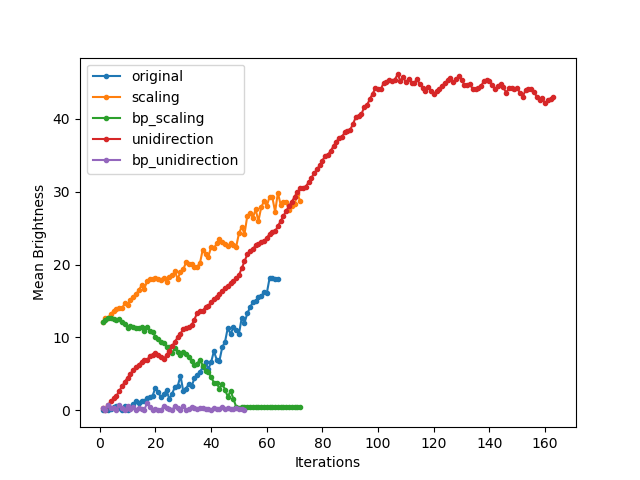 original
scaling
bp_scaling
unidirection
bp_unidirection
Mean Brightness
40
30
20
10
0
0 20 40 60 80 100 120 140 160
Iterations